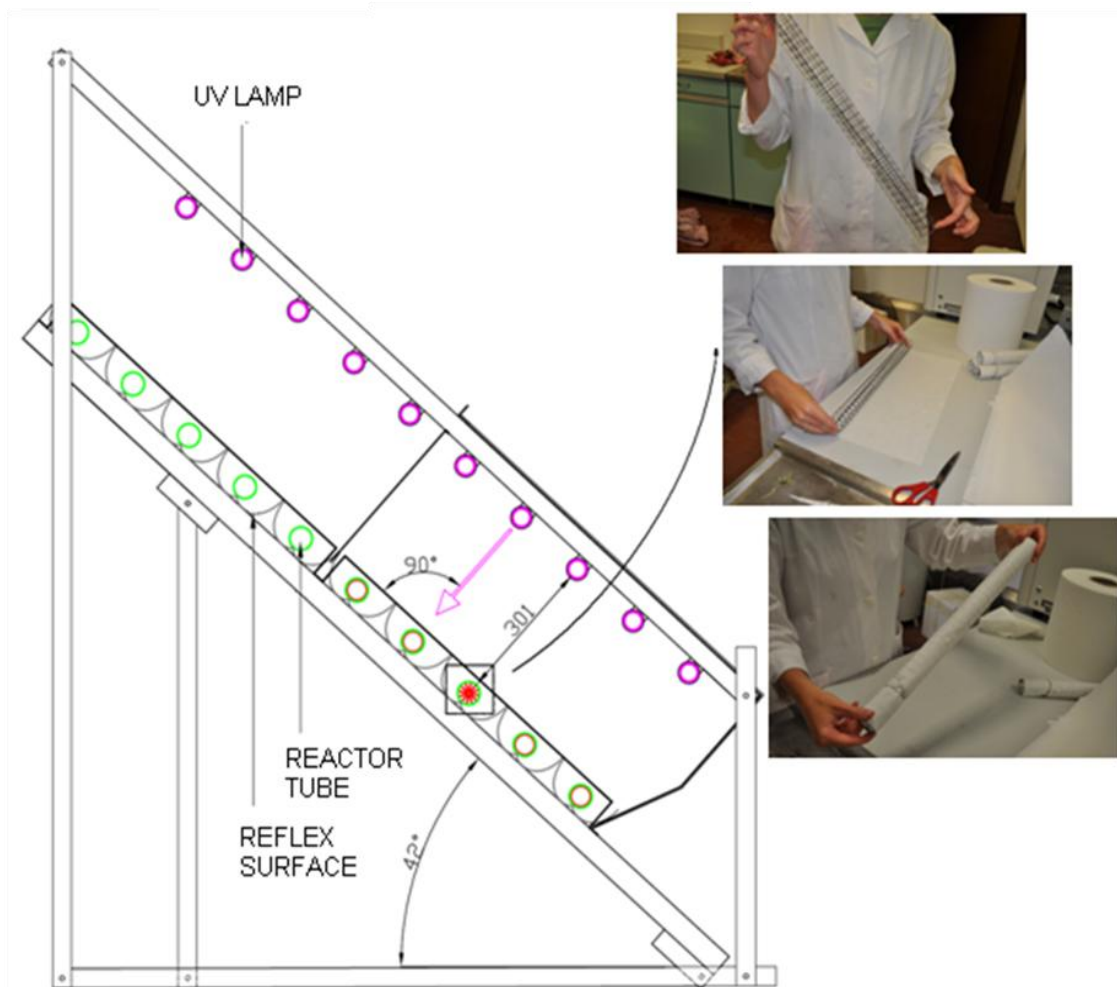 UV LAMP
90°
301
REACTOR
TUBE
REFLEX
SURFACE
42°